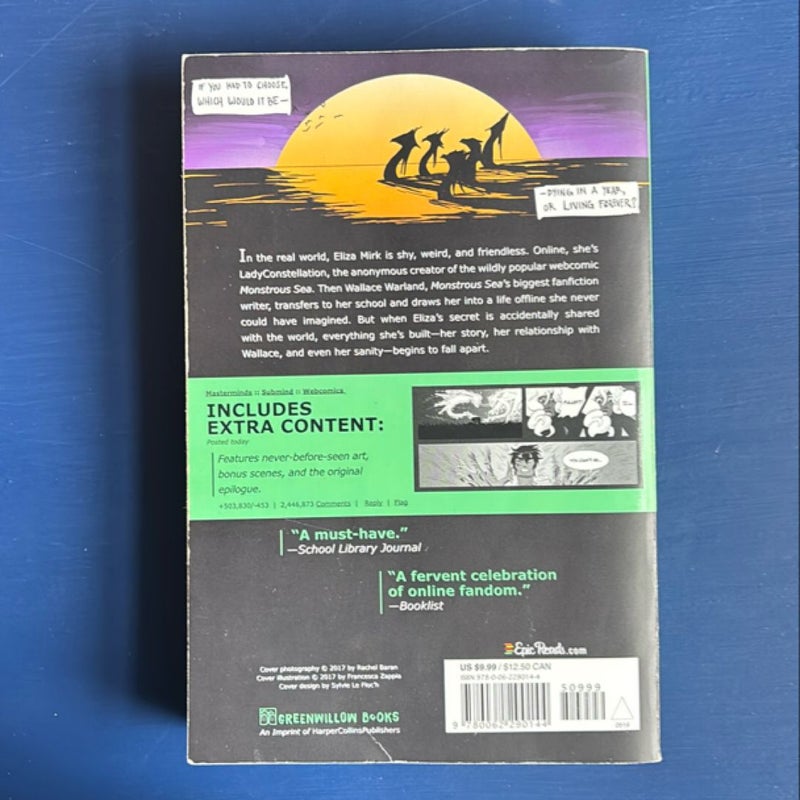 IF YOU HAD TO CHOOSE,
WHICH WOULD IT BE—
—DYING IN A YEAR,
OR LIVING FOREVER?
In the real world, Eliza Mirk is shy, weird, and friendless. Online, she's
LadyConstellation, the anonymous creator of the wildly popular webcomic
Monstrous Sea. Then Wallace Warland, Monstrous Sea's biggest fanfiction
writer, transfers to her school and draws her into a life offline she never
could have imagined. But when Eliza's secret is accidentally shared
with the world, everything she's built—her story, her relationship with
Wallace, and even her sanity—begins to fall apart.
Masterminds :: Submind :: Webcomics
INCLUDES
EXTRA CONTENT:
Posted today
Features never-before-seen art,
bonus scenes, and the original
epilogue.
+503,830/-453 | 2,446,873 Comments | Reply | Flag
"A must-have."
—School Library Journal
"A fervent celebration
of online fandom."
—Booklist
Epic Reads.com
Cover photography © 2017 by Rachel Baran
Cover illustration © 2017 by Francesca Zappia
Cover design by Sylvie Le Floc'h
GREENWILLOW BOOKS
An Imprint of HarperCollinsPublishers
US $9.99 / $12.50 CAN
ISBN 978-0-06-229014-4
50999
9 780062 290144